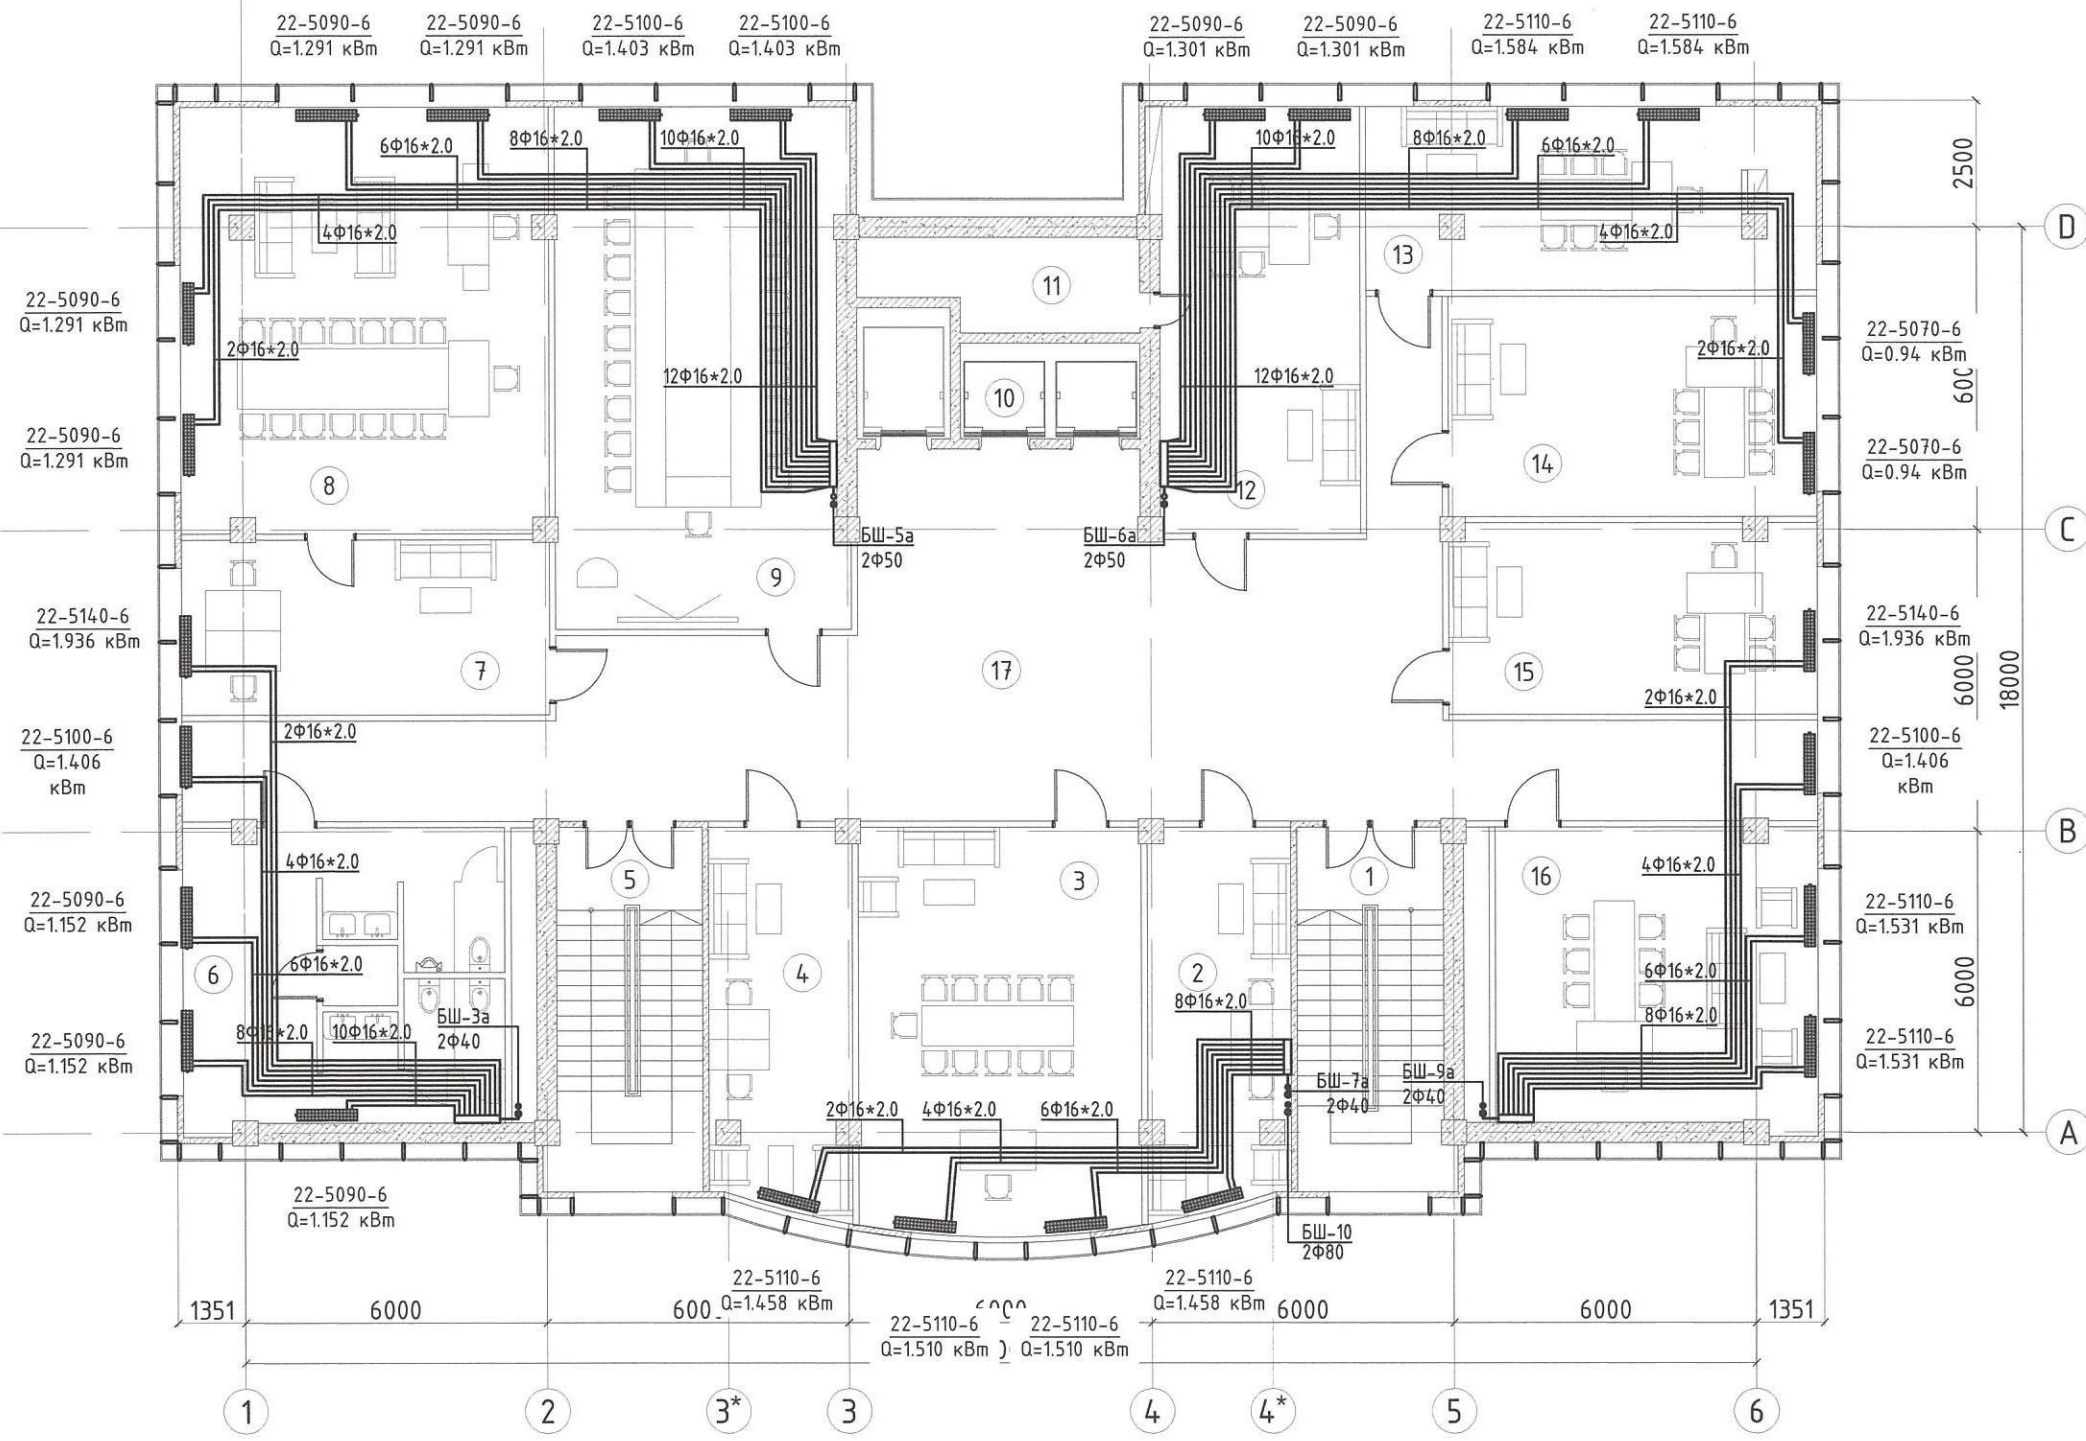 22-5090-6
Q=1.291 кВт
22-5090-6
Q=1.291 кВт
22-5100-6
Q=1.403 кВт
22-5100-6
Q=1.403 кВт
22-5090-6
Q=1.301 кВт
22-5090-6
Q=1.301 кВт
22-5110-6
Q=1.584 кВт
22-5110-6
Q=1.584 кВт
6Ф16*2.0
8Ф16*2.0
10Ф16*2.0
10Ф16*2.0
8Ф16*2.0
6Ф16*2.0
2500
4Ф16*2.0
4Ф16*2.0
D
13
11
22-5090-6
Q=1.291 кВт
2Ф16*2.0
12Ф16*2.0
10
12Ф16*2.0
2Ф16*2.0
22-5070-6
Q=0.94 кВт
22-5090-6
Q=1.291 кВт
8
12
14
22-5070-6
Q=0.94 кВт
БШ-5а
2Ф50
БШ-6а
2Ф50
C
9
22-5140-6
Q=1.936 кВт
7
17
15
22-5140-6
Q=1.936 кВт
6000
18000
2Ф16*2.0
2Ф16*2.0
22-5100-6
Q=1.406
кВт
22-5100-6
Q=1.406
кВт
B
4Ф16*2.0
5
3
1
16
4Ф16*2.0
22-5090-6
Q=1.152 кВт
22-5110-6
Q=1.531 кВт
6
6Ф16*2.0
4
2
6Ф16*2.0
6000
8Ф16*2.0
8Ф16*2.0
10Ф16*2.0
БШ-3а
2Ф40
8Ф16*2.0
22-5090-6
Q=1.152 кВт
22-5110-6
Q=1.531 кВт
БШ-7а
2Ф40
БШ-9а
2Ф40
2Ф16*2.0
4Ф16*2.0
6Ф16*2.0
A
22-5090-6
Q=1.152 кВт
БШ-10
2Ф80
22-5110-6
Q=1.458 кВт
22-5110-6
Q=1.458 кВт
1351
6000
6000
6000
1351
22-5110-6
Q=1.510 кВт
22-5110-6
Q=1.510 кВт
1
2
3*
3
4
4*
5
6